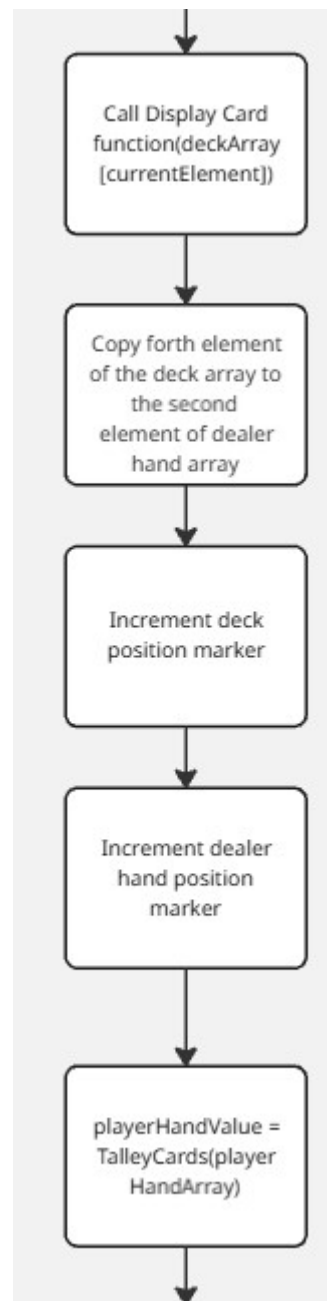 Call Display Card
function(deckArray
[currentElement])
Copy forth element
of the deck array to
the second
element of dealer
hand array
Increment deck
position marker
Increment dealer
hand position
marker
playerHandValue =
TalleyCards(player
HandArray)